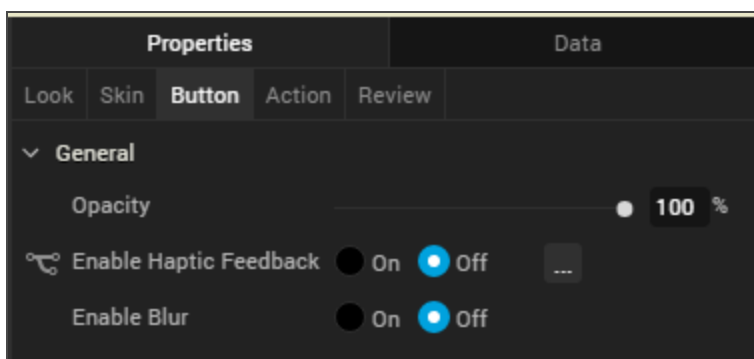 Properties Data
Look Skin Button Action Review
General
Opacity 100 %
Enable Haptic Feedback On Off ...
Enable Blur On Off